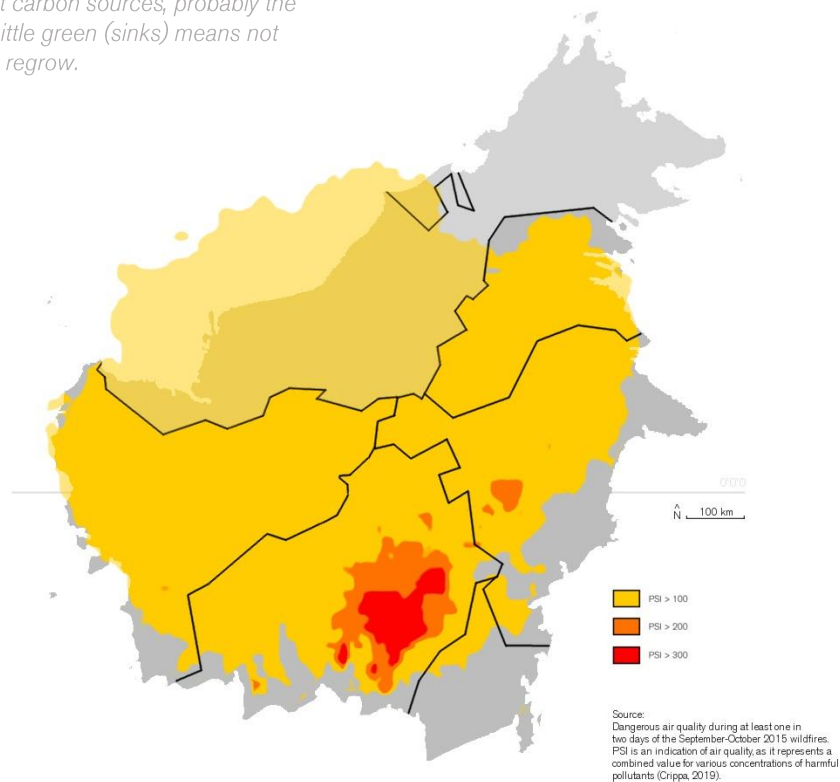 t carbon sources, probably the
ittle green (sinks) means not
regrow.
0°0'0
N 100 km
PSI > 100
PSI > 200
PSI > 300
Source:
Dangerous air quality during at least one in
two days of the September-October 2015 wildfires.
PSI is an indication of air quality, as it represents a
combined value for various concentrations of harmful
pollutants (Crippa, 2019).